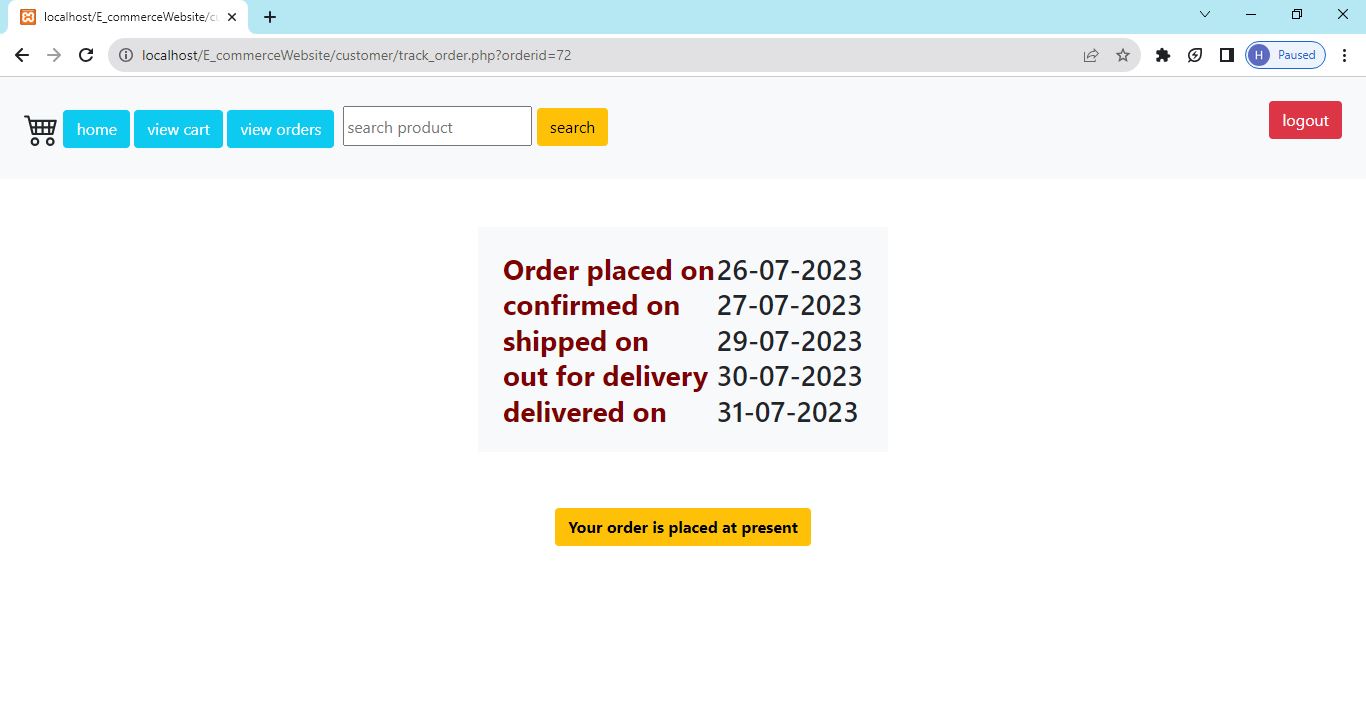 localhost/E_commerceWebsite/cu
localhost/E_commerceWebsite/customer/track_order.php?orderid=72
H Paused
home view cart view orders search product search logout
Order placed on 26-07-2023
confirmed on 27-07-2023
shipped on 29-07-2023
out for delivery 30-07-2023
delivered on 31-07-2023
Your order is placed at present